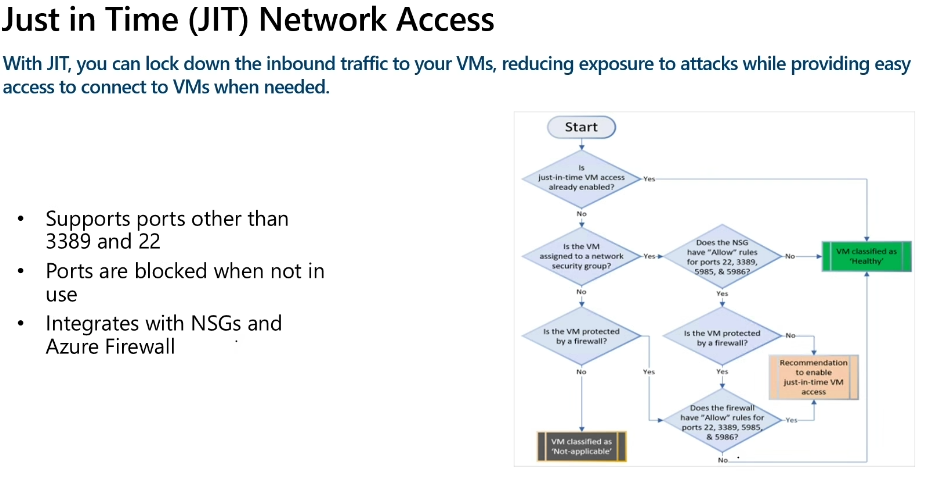 Just in Time (JIT) Network Access
With JIT, you can lock down the inbound traffic to your VMs, reducing exposure to attacks while providing easy
access to connect to VMs when needed.
• Supports ports other than
3389 and 22
• Ports are blocked when not in
use
• Integrates with NSGs and
Azure Firewall
Start
Is
just-in-time VM access
already enabled?
Yes
No
Is the VM
assigned to a network
security group?
Yes
Does the NSG
have "Allow" rules
for ports 22, 3389,
5985, & 5986?
No
VM classified as
'Healthy'
No
Yes
Is the VM protected
by a firewall?
Is the VM protected
by a firewall?
No
Recommendation
to enable
just-in-time VM
access
No
Yes
Yes
Does the firewall
have "Allow" rules for
ports 22, 3389, 5985,
& 5986?
Yes
VM classified as
'Not-applicable'
No